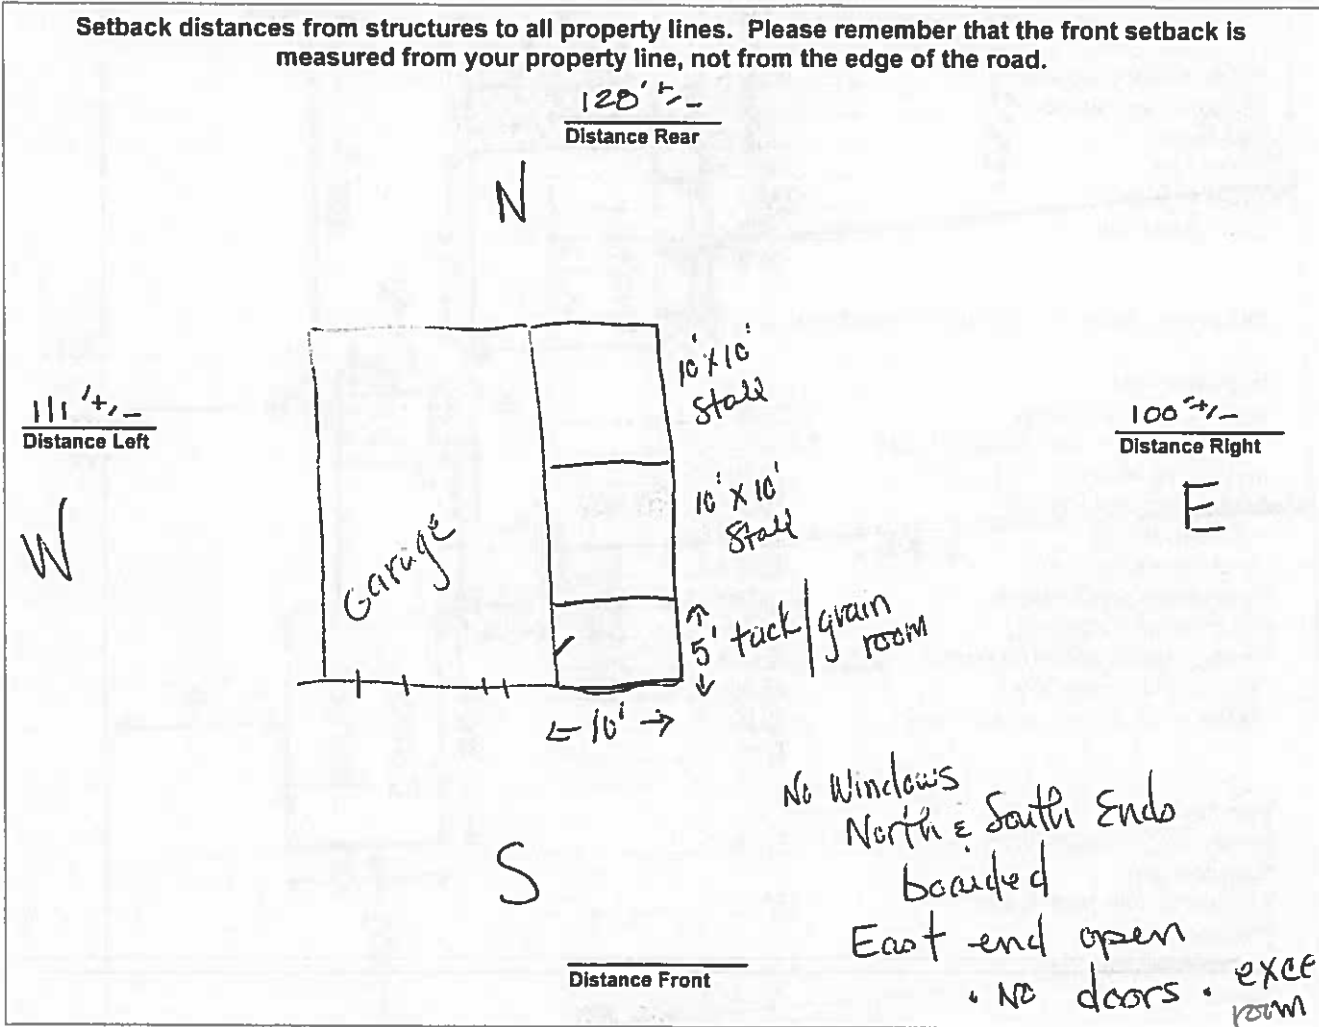 Setback distances from structures to all property lines. Please remember that the front setback is
measured from your property line, not from the edge of the road.
128' +/-
Distance Rear
N
10' x 10'
Stall
111' +/-
Distance Left
100' +/-
Distance Right
W
E
10' x 10'
Stall
Garage
5' tack/grain
room
10'
No Windows
North & South Ends
boarded
S
East end open
Distance Front
• No doors • exce
room